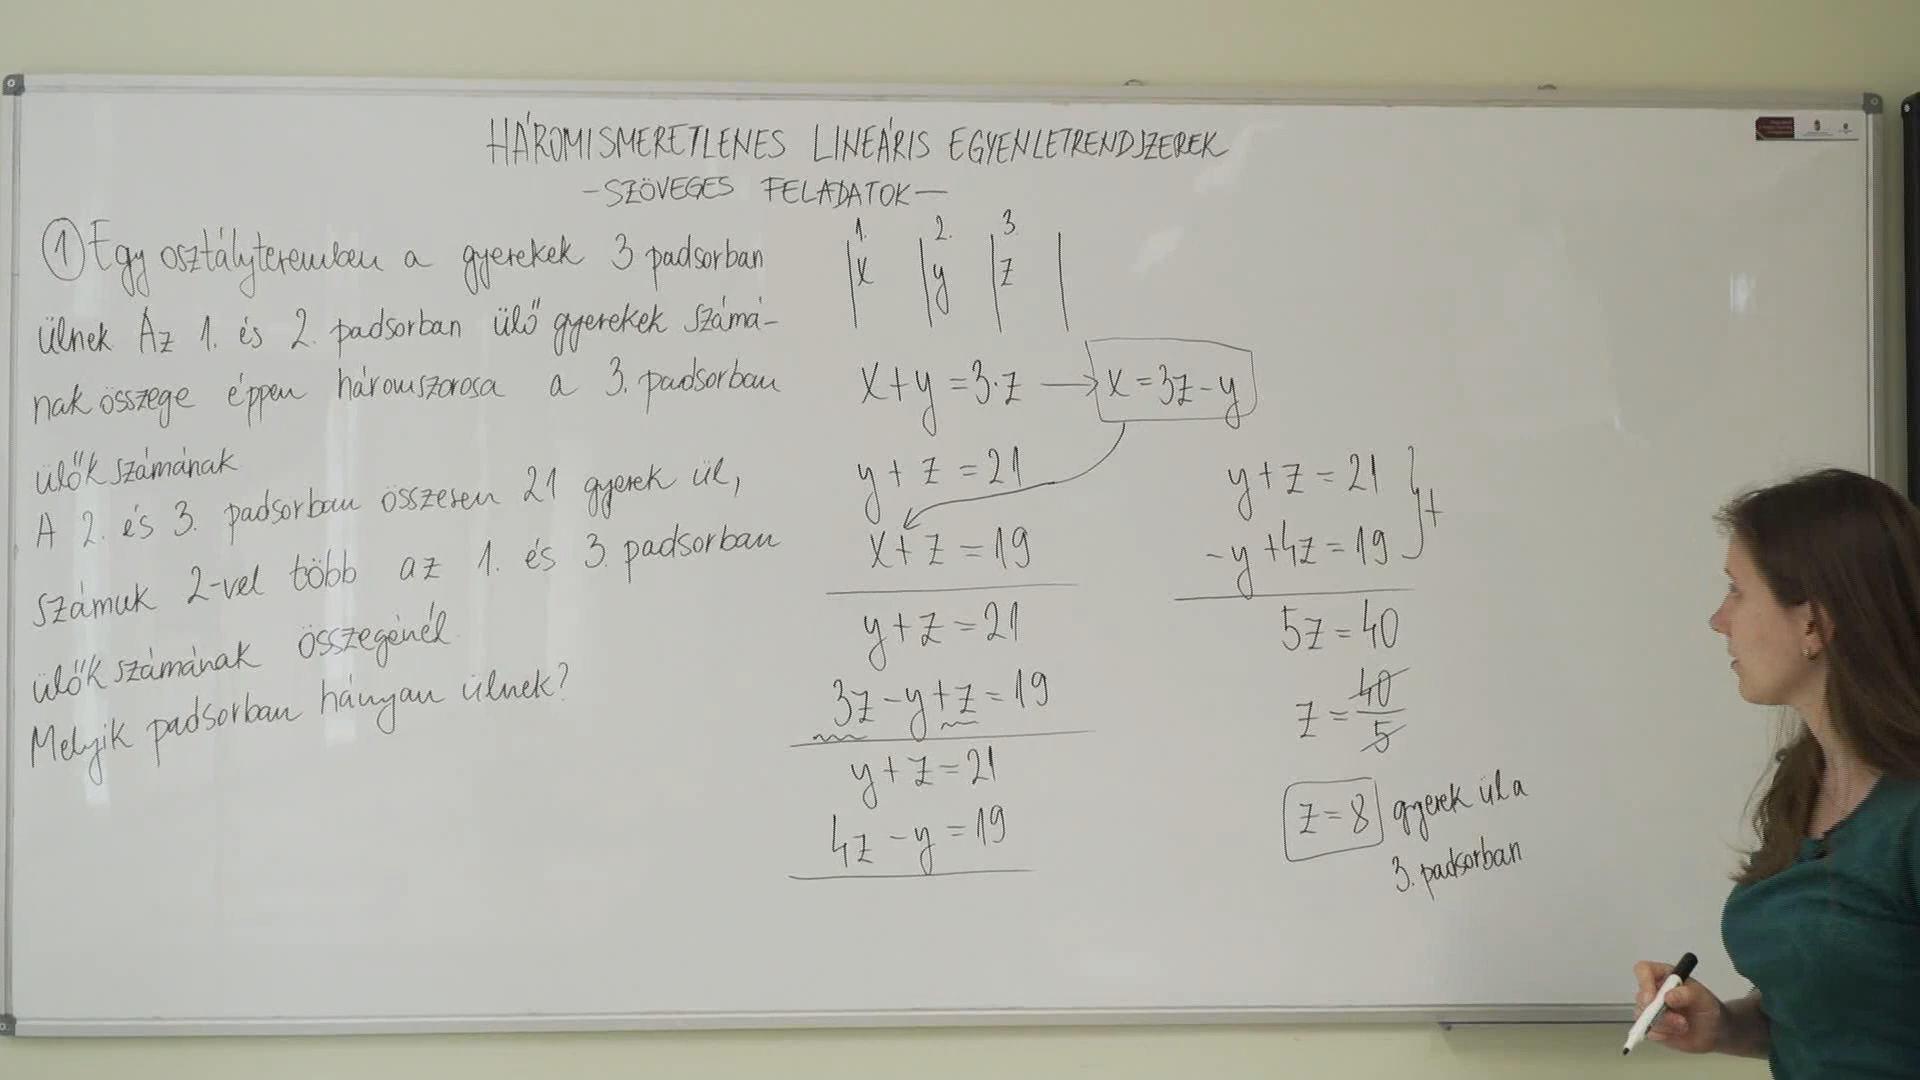 HÁROMISMERETLENES LINEÁRIS EGYENLETRENDSZEREK
-SZÖVEGES FELADATOK-
① Egy osztályteremben a gyerekek 3 padsorban
ülnek Az 1. és 2. padsorban ülő gyerekek számá-
nak összege éppen háromszorosa a 3. padsorban
ülők számának
A 2. és 3. padsorban összesen 21 gyerek ül,
számuk 2-vel több az 1. és 3. padsorban
ülők számának összegénél
Melyik padsorban hányan ülnek?
1. 2. 3
x y z
x+y=3·z → x=3z-y
y+z=21
x+z=19
y+z=21
3z-y+z=19
y+z=21
4z-y=19
y+z=21
-y+4z=19
+
5z=40
z=40/5
z=8 gyerek ül a
3. padsorban